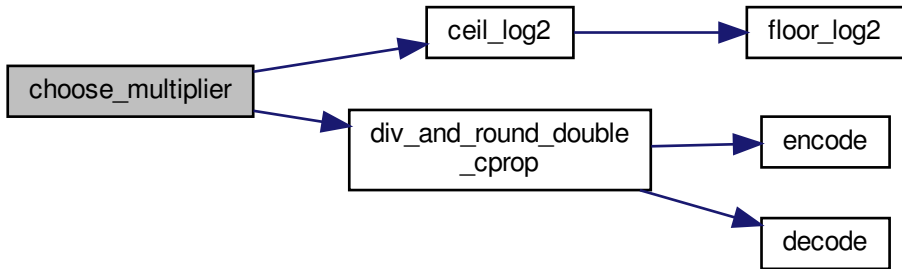 choose_multiplier
ceil_log2
floor_log2
div_and_round_double
_cprop
encode
decode